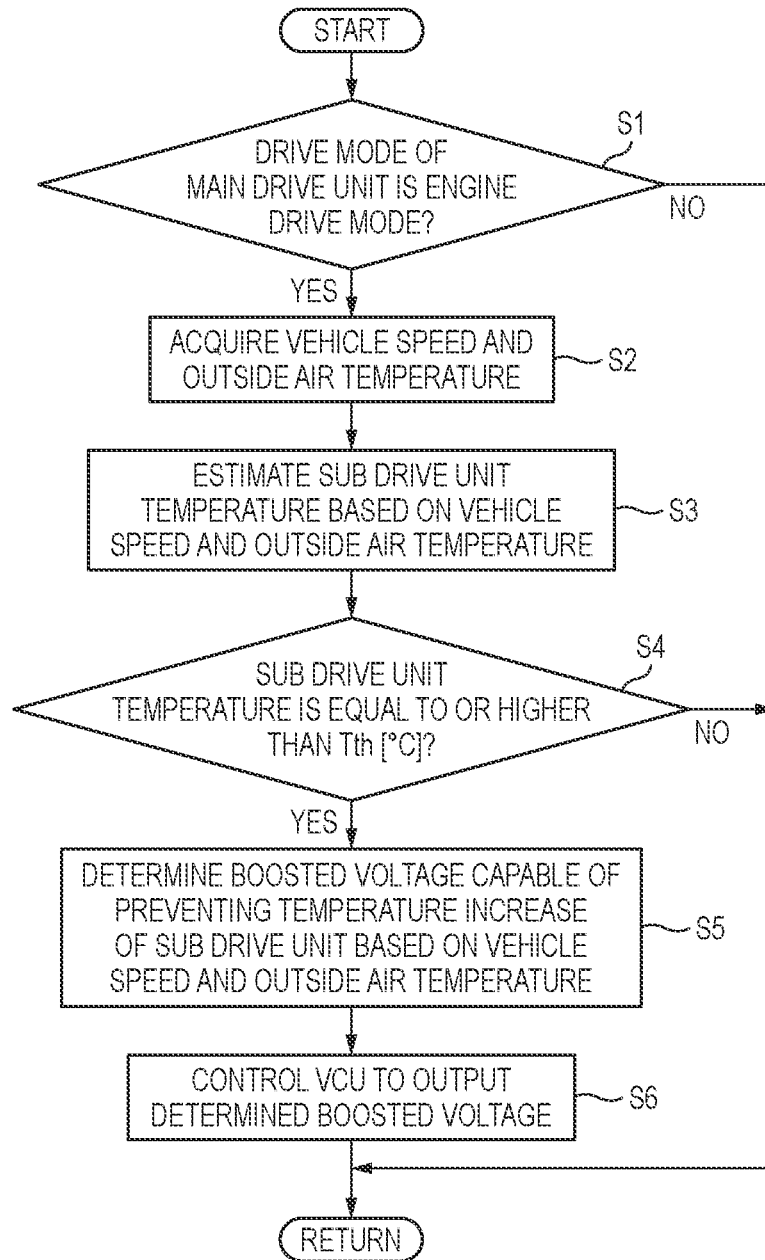 START
DRIVE MODE OF
MAIN DRIVE UNIT IS ENGINE
DRIVE MODE?
S1
NO
YES
ACQUIRE VEHICLE SPEED AND
OUTSIDE AIR TEMPERATURE
S2
ESTIMATE SUB DRIVE UNIT
TEMPERATURE BASED ON VEHICLE
SPEED AND OUTSIDE AIR TEMPERATURE
S3
SUB DRIVE UNIT
TEMPERATURE IS EQUAL TO OR HIGHER
THAN Tth [°C]?
S4
NO
YES
DETERMINE BOOSTED VOLTAGE CAPABLE OF
PREVENTING TEMPERATURE INCREASE
OF SUB DRIVE UNIT BASED ON VEHICLE
SPEED AND OUTSIDE AIR TEMPERATURE
S5
CONTROL VCU TO OUTPUT
DETERMINED BOOSTED VOLTAGE
S6
RETURN